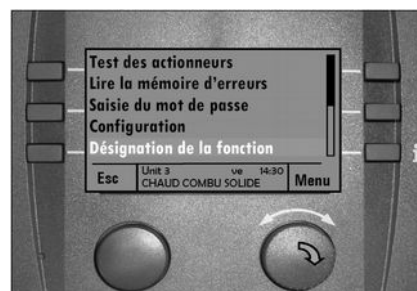 Test des actionneurs
Lire la mémoire d'erreurs
Saisie du mot de passe
Configuration
Désignation de la fonction
Esc
Unit 3 ve 14:30
CHAUD COMBU SOLIDE
Menu